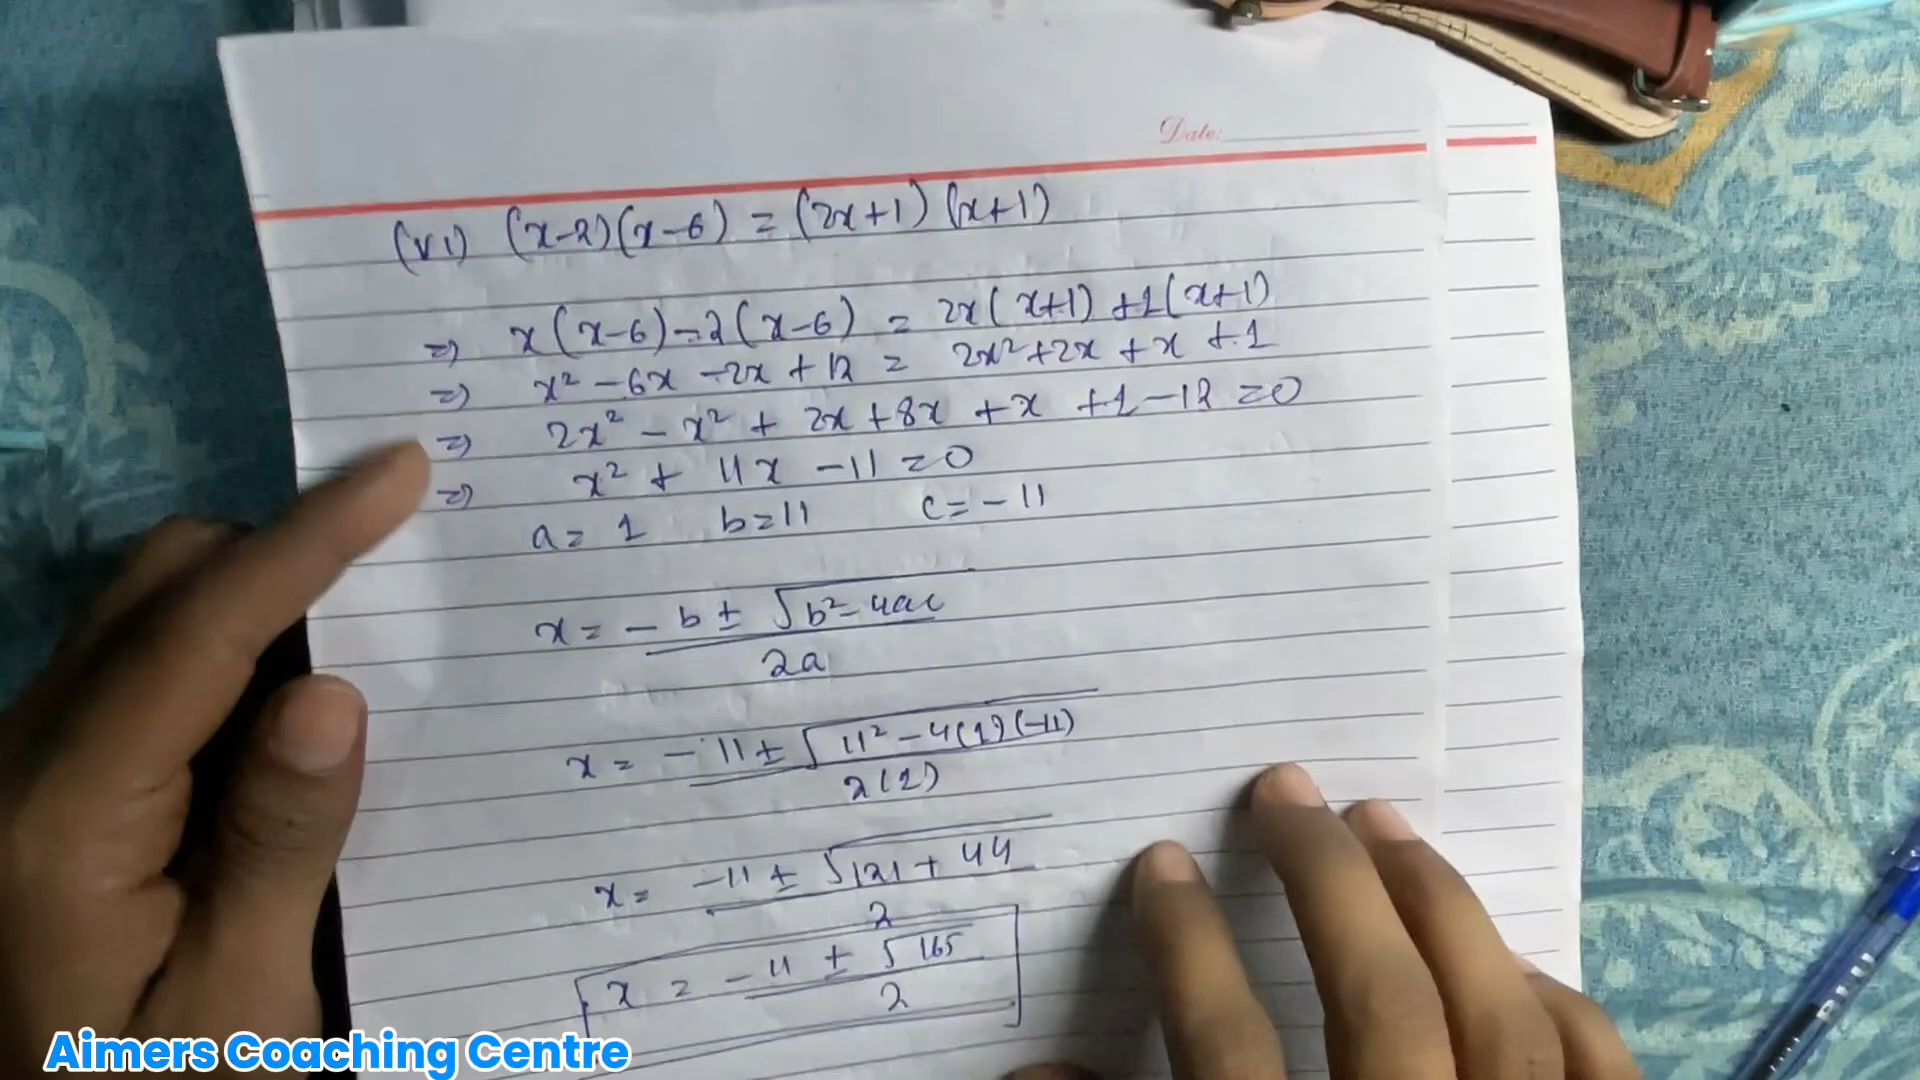 Date:
(VI) (x-2)(x-6) = (2x+1)(x+1)
=> x(x-6)-2(x-6) = 2x(x+1)+1(x+1)
=> x² -6x -2x +12 = 2x²+2x+x+1
=> 2x² - x² + 2x+8x +x +1-12 =0
=> x² + 11x -11 =0
a= 1 b=11 c=-11
x= -b ± √b²-4ac
2a
x= -11± √11²-4(1)(-11)
2(1)
x= -11 ± √121+44
2
x = -11 ± √165
2
Aimers Coaching Centre